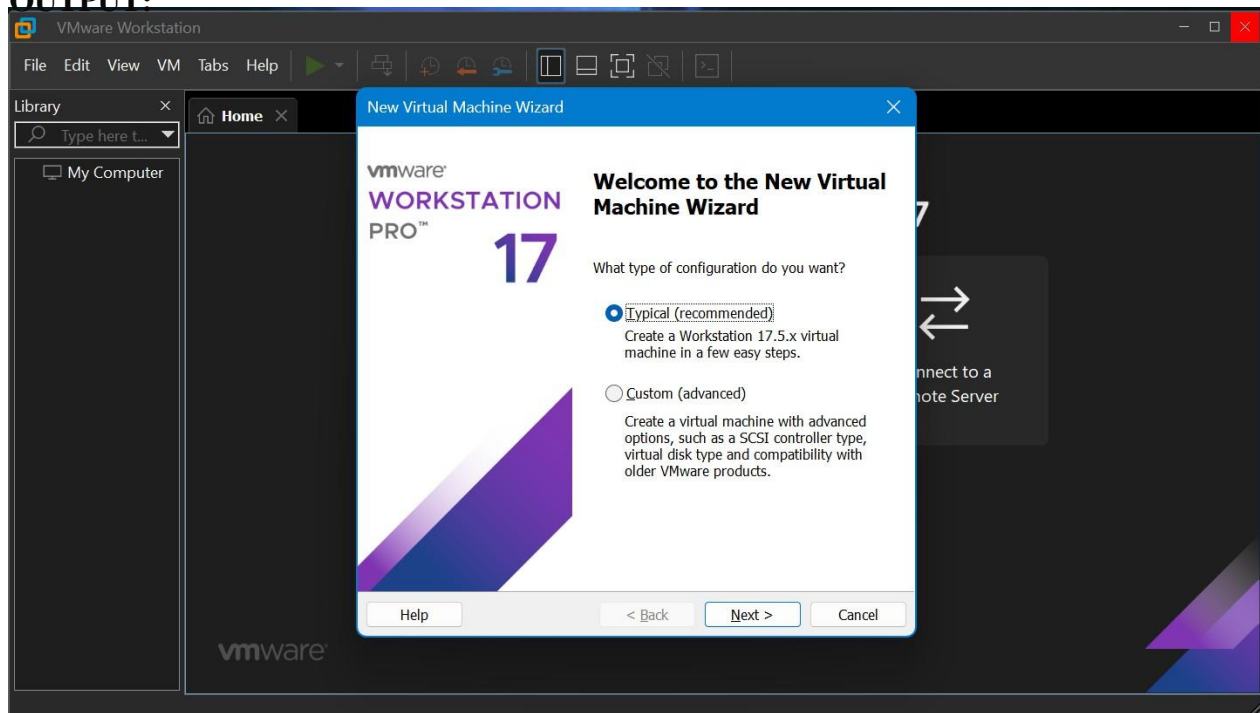 OUTPUT:
VMware Workstation
File Edit View VM Tabs Help
Library
Type here t...
My Computer
Home
New Virtual Machine Wizard
vmware®
WORKSTATION
PRO™
17
Welcome to the New Virtual
Machine Wizard
What type of configuration do you want?
Typical (recommended)
Create a Workstation 17.5.x virtual
machine in a few easy steps.
Custom (advanced)
Create a virtual machine with advanced
options, such as a SCSI controller type,
virtual disk type and compatibility with
older VMware products.
Help
< Back
Next >
Cancel
7
nnect to a
ote Server
vmware®